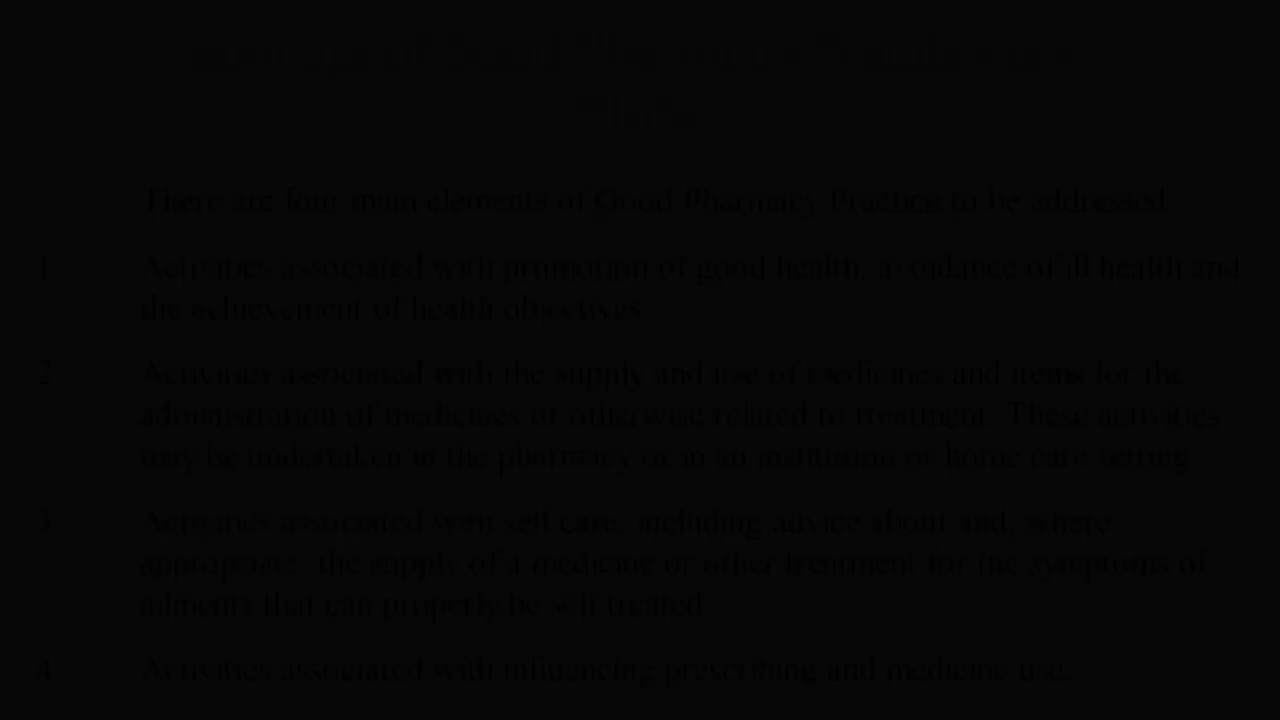 There are four main elements of Good Pharmacy Practice to be addressed
1 Activities associated with promotion of good health, avoidance of ill health and
the achievement of health objectives
2 Activities associated with the supply and use of medicines and items for the
administration of medicines or otherwise related to treatment. These activities
may be undertaken in the pharmacy or in an institution or home care setting
3 Activities associated with self care, including advice about and, where
appropriate, the supply of a medicine or other treatment for the symptoms of
ailments that can properly be self treated
4 Activities associated with influencing prescribing and medicine use.